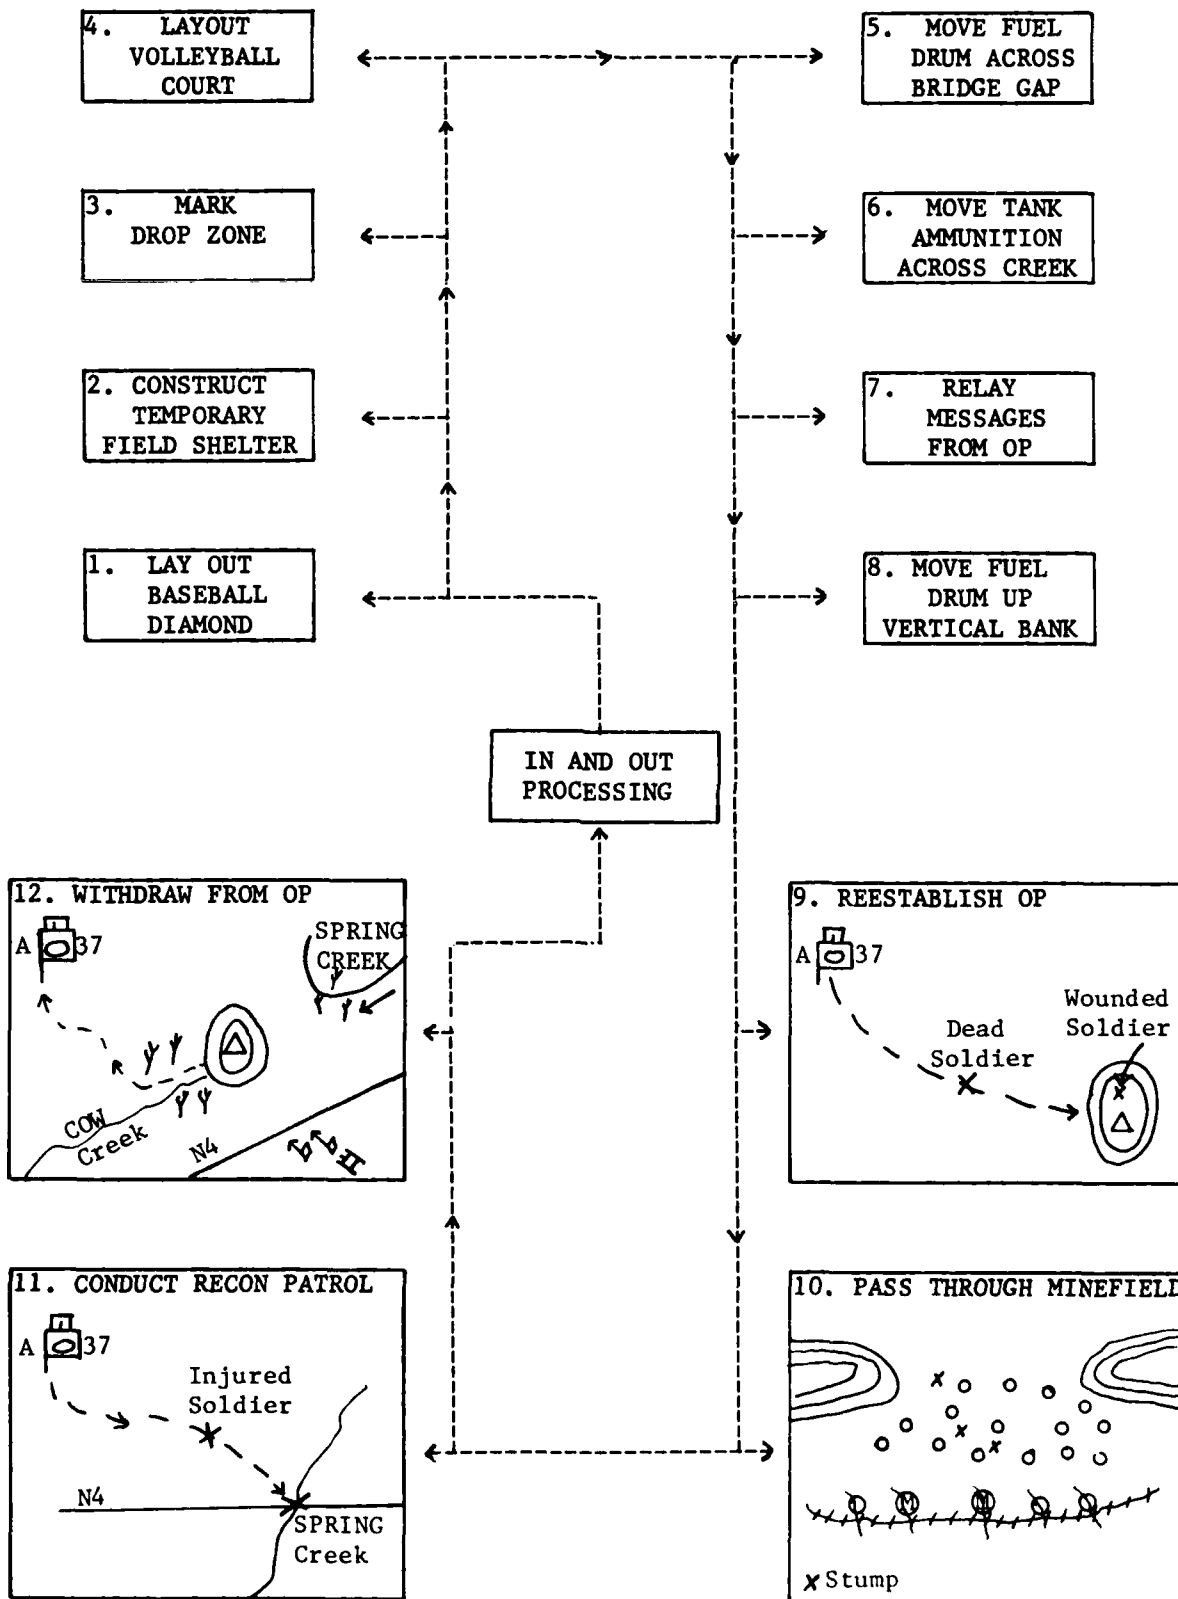 4. LAYOUT
VOLLEYBALL
COURT
5. MOVE FUEL
DRUM ACROSS
BRIDGE GAP
3. MARK
DROP ZONE
6. MOVE TANK
AMMUNITION
ACROSS CREEK
2. CONSTRUCT
TEMPORARY
FIELD SHELTER
7. RELAY
MESSAGES
FROM OP
1. LAY OUT
BASEBALL
DIAMOND
8. MOVE FUEL
DRUM UP
VERTICAL BANK
IN AND OUT
PROCESSING
12. WITHDRAW FROM OP
A 37
SPRING
CREEK
COW
Creek
N4
II
9. REESTABLISH OP
A 37
Wounded
Soldier
Dead
Soldier
11. CONDUCT RECON PATROL
A 37
Injured
Soldier
N4
SPRING
Creek
10. PASS THROUGH MINEFIELD
M M
x Stump